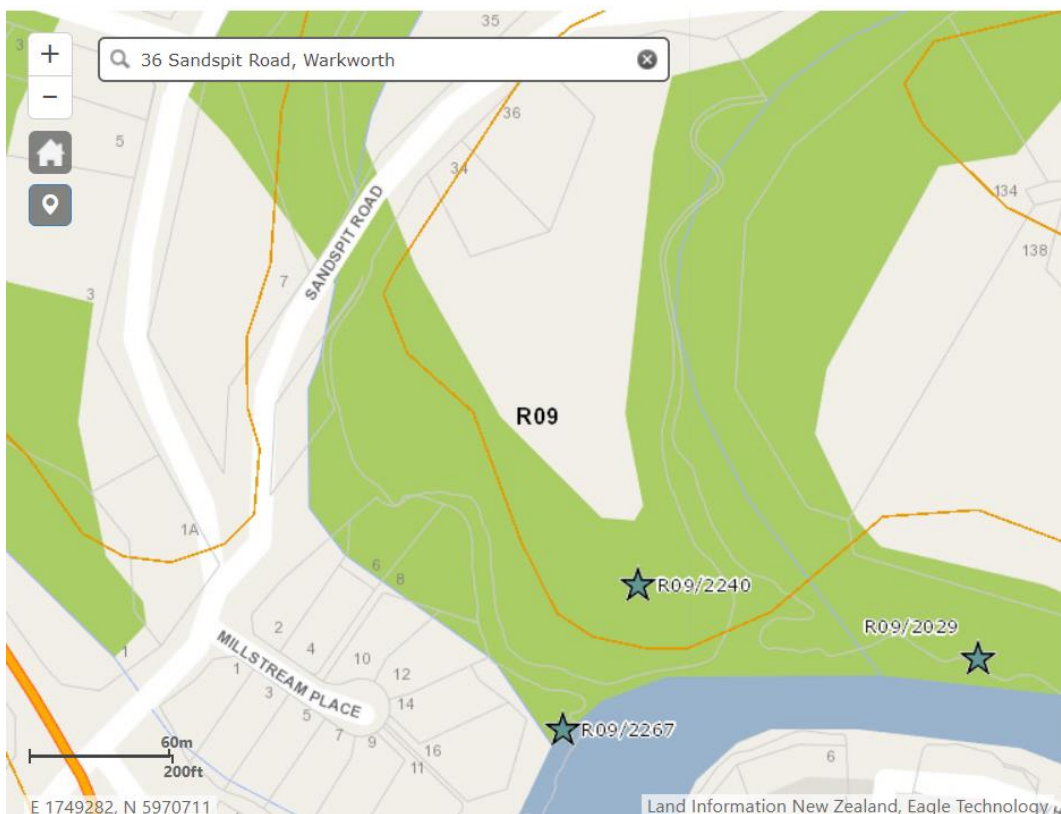 +
36 Sandspit Road, Warkworth
−
35
3
5
36
34
SANDSPIT ROAD
134
138
7
3
R09
1A
6
8
R09/2240
R09/2029
MILLSTREAM PLACE
2
4
10
12
14
16
1
1
3
5
7
9
11
R09/2267
6
60m
200ft
E 1749282, N 5970711
Land Information New Zealand, Eagle Technology